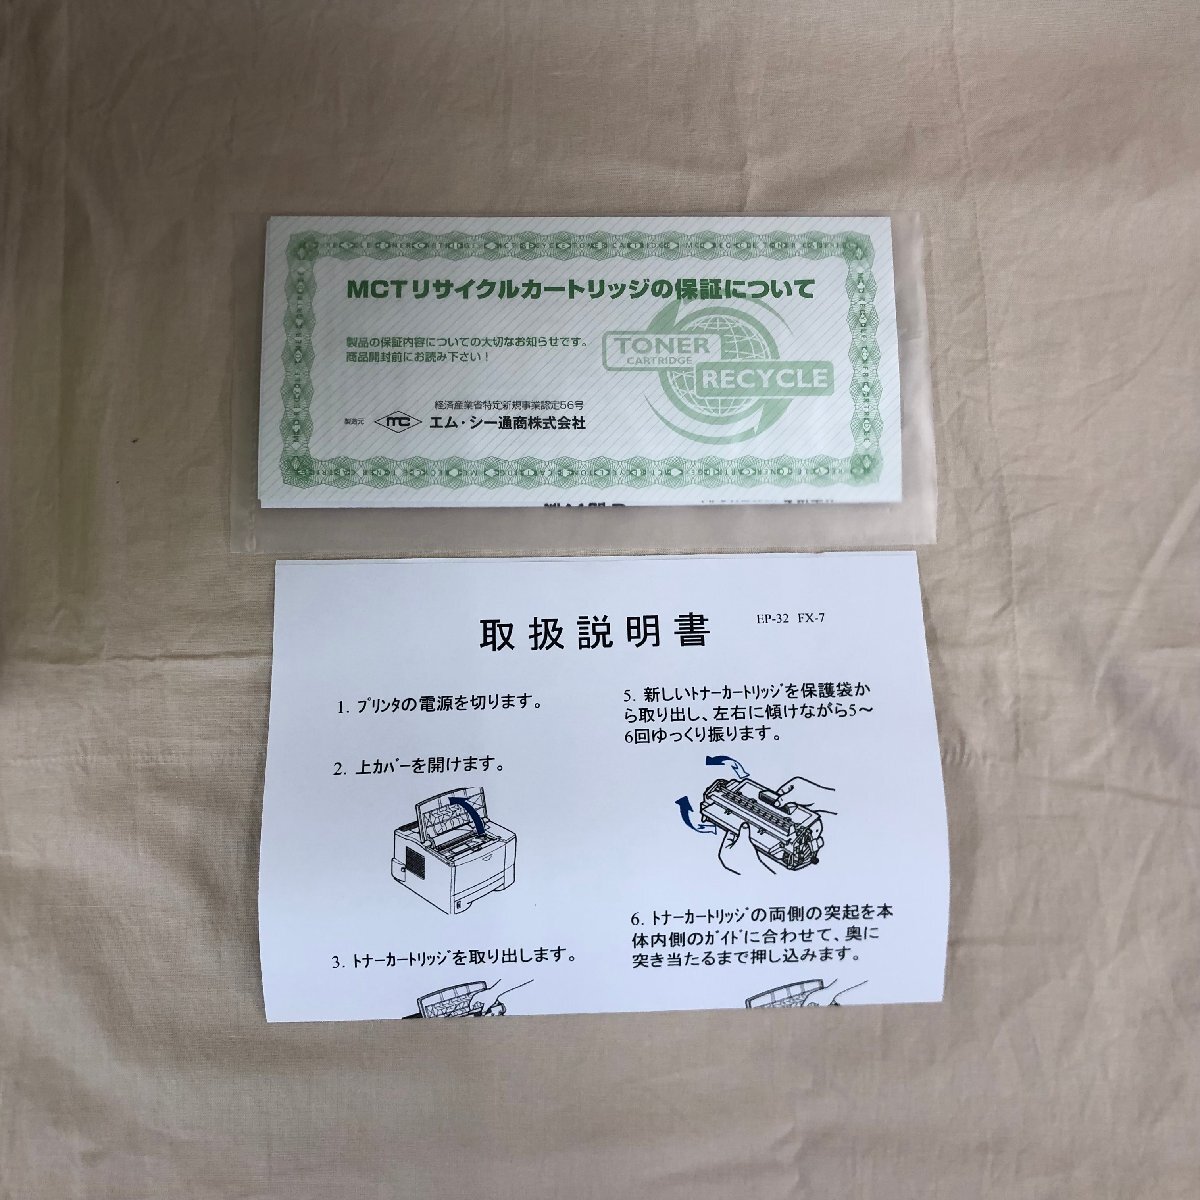 MCTリサイクルカートリッジの保証について
製品の保証内容についての大切なお知らせです。
商品開封前にお読み下さい！
TONER
CARTRIDGE
RECYCLE
経済産業省特定新規事業認定56号
製造元 mc エム・シー通商株式会社
取扱説明書 EP-32 FX-7
1. ﾌﾟﾘﾝﾀの電源を切ります。
2. 上ｶﾊﾞｰを開けます。
3. ﾄﾅｰｶｰﾄﾘｯｼﾞを取り出します。
5. 新しいﾄﾅｰｶｰﾄﾘｯｼﾞを保護袋か
ら取り出し、左右に傾けながら5～
6回ゆっくり振ります。
6. ﾄﾅｰｶｰﾄﾘｯｼﾞの両側の突起を本
体内側のｶﾞｲﾄﾞに合わせて、奥に
突き当たるまで押し込みます。